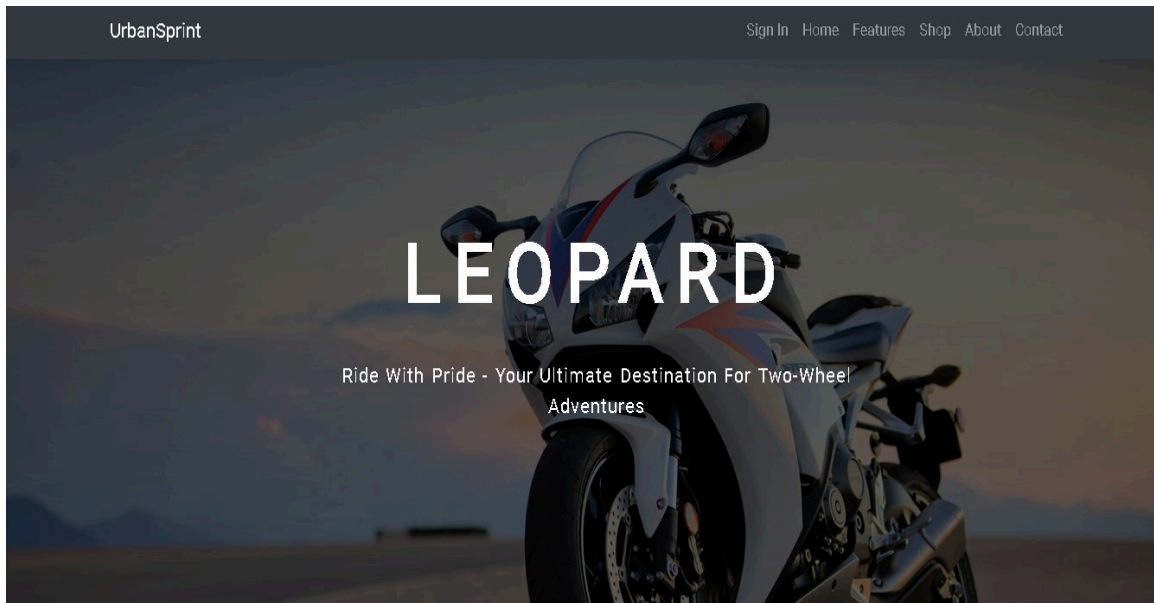 UrbanSprint
Sign In Home Features Shop About Contact
LEOPARD
Ride With Pride - Your Ultimate Destination For Two-Wheel
Adventures